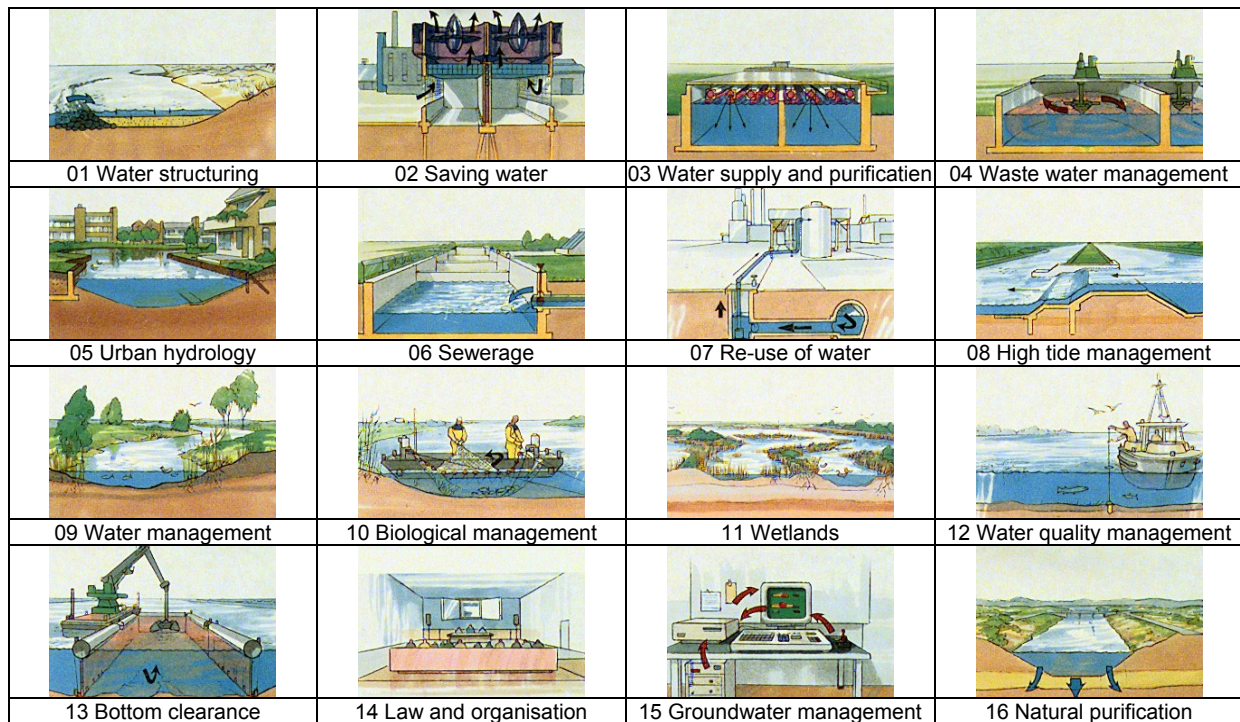 01 Water structuring
02 Saving water
03 Water supply and purification
04 Waste water management
05 Urban hydrology
06 Sewerage
07 Re-use of water
08 High tide management
09 Water management
10 Biological management
11 Wetlands
12 Water quality management
13 Bottom clearance
14 Law and organisation
15 Groundwater management
16 Natural purification